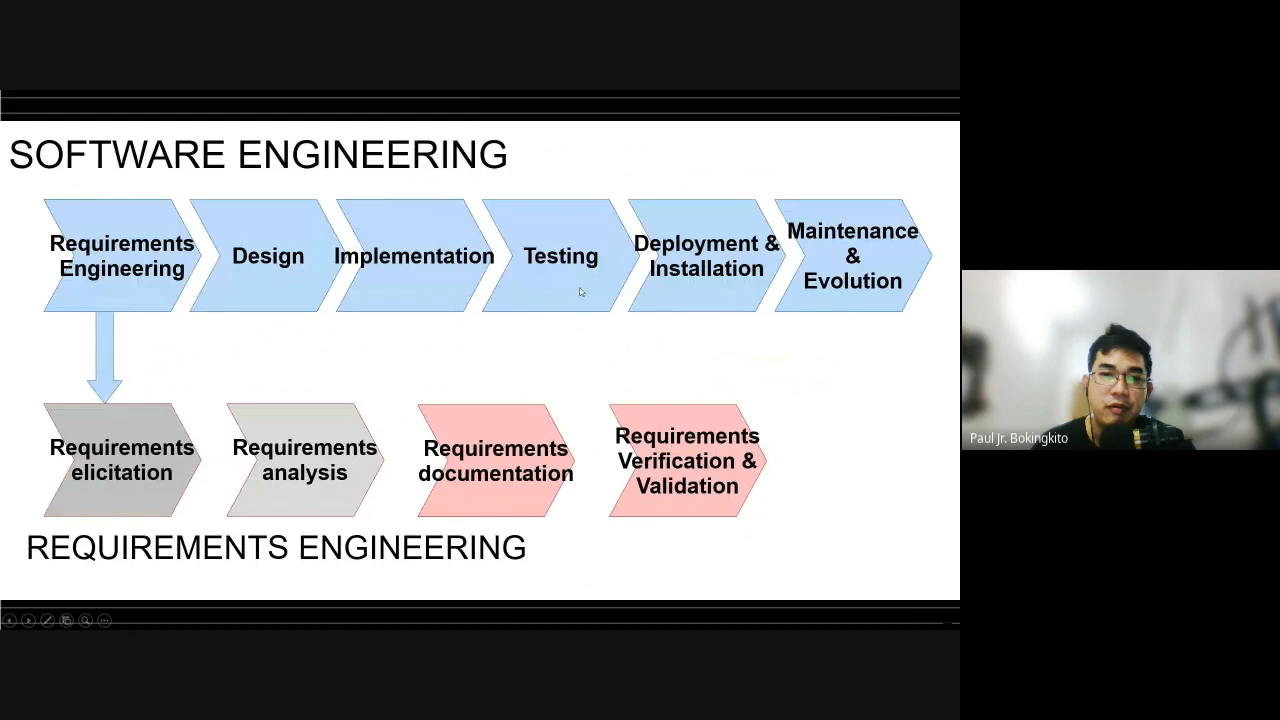 SOFTWARE ENGINEERING
Requirements
Engineering
Design
Implementation
Testing
Deployment &
Installation
Maintenance
&
Evolution
Requirements
elicitation
Requirements
analysis
Requirements
documentation
Requirements
Verification &
Validation
REQUIREMENTS ENGINEERING
Paul Jr. Bokingkito